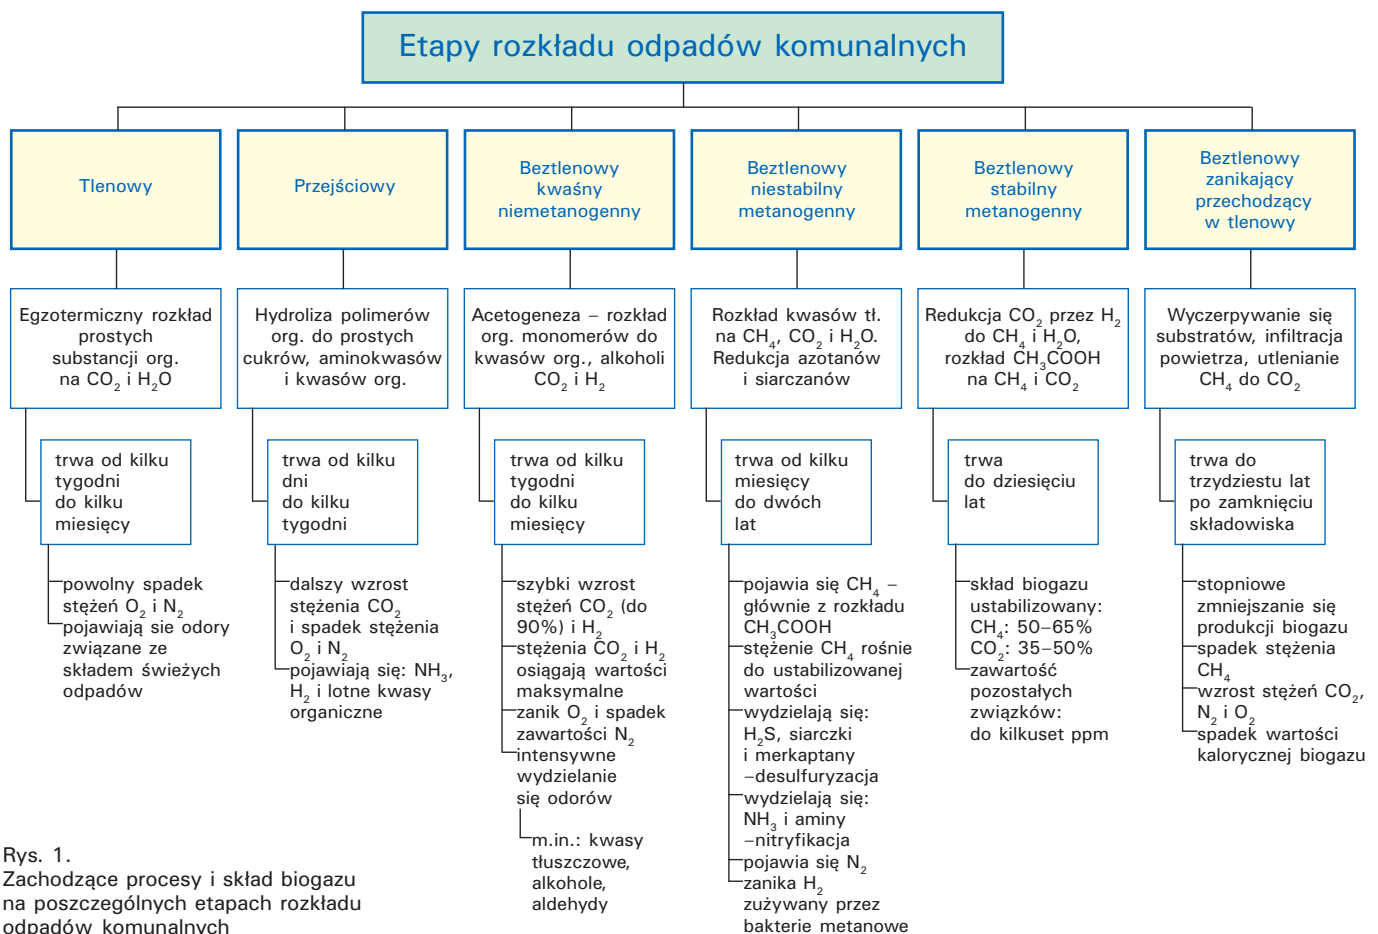 Etapy rozkładu odpadów komunalnych
Tlenowy
Egzotermiczny rozkład
prostych
substancji org.
na CO₂ i H₂O
trwa od kilku
tygodni
do kilku
miesięcy
powolny spadek
stężeń O₂ i N₂
pojawiają sie odory
związane ze
składem świeżych
odpadów
Przejściowy
Hydroliza polimerów
org. do prostych
cukrów, aminokwasów
i kwasów org.
trwa od kilku
dni
do kilku
tygodni
dalszy wzrost
stężenia CO₂
i spadek stężenia
O₂ i N₂
pojawiają się: NH₃,
H₂ i lotne kwasy
organiczne
Beztlenowy
kwaśny
niemetanogenny
Acetogeneza – rozkład
org. monomerów do
kwasów org., alkoholi
CO₂ i H₂
trwa od kilku
tygodni
do kilku
miesięcy
szybki wzrost
stężeń CO₂ (do
90%) i H₂
stężenia CO₂ i H₂
osiągają wartości
maksymalne
zanik O₂ i spadek
zawartości N₂
intensywne
wydzielanie
się odorów
m.in.: kwasy
tłuszczowe,
alkohole,
aldehydy
Beztlenowy
niestabilny
metanogenny
Rozkład kwasów tł.
na CH₄, CO₂ i H₂O.
Redukcja azotanów
i siarczanów
trwa od kilku
miesięcy
do dwóch
lat
pojawia się CH₄ –
głównie z rozkładu
CH₃COOH
stężenie CH₄ rośnie
do ustabilizowanej
wartości
wydzielają się:
H₂S, siarczki
i merkaptany
–desulfuryzacja
wydzielają się:
NH₃ i aminy
–nitryfikacja
pojawia się N₂
zanika H₂
zużywany przez
bakterie metanowe
Beztlenowy
stabilny
metanogenny
Redukcja CO₂ przez H₂
do CH₄ i H₂O,
rozkład CH₃COOH
na CH₄ i CO₂
trwa
do dziesięciu
lat
skład biogazu
ustabilizowany:
CH₄: 50–65%
CO₂: 35–50%
zawartość
pozostałych
związków:
do kilkuset ppm
Beztlenowy
zanikający
przechodzący
w tlenowy
Wyczerpywanie się
substratów, infiltracja
powietrza, utlenianie
CH₄ do CO₂
trwa do
trzydziestu lat
po zamknięciu
składowiska
stopniowe
zmniejszanie się
produkcji biogazu
spadek stężenia
CH₄
wzrost stężeń CO₂,
N₂ i O₂
spadek wartości
kalorycznej biogazu
Rys. 1.
Zachodzące procesy i skład biogazu
na poszczególnych etapach rozkładu
odpadów komunalnych